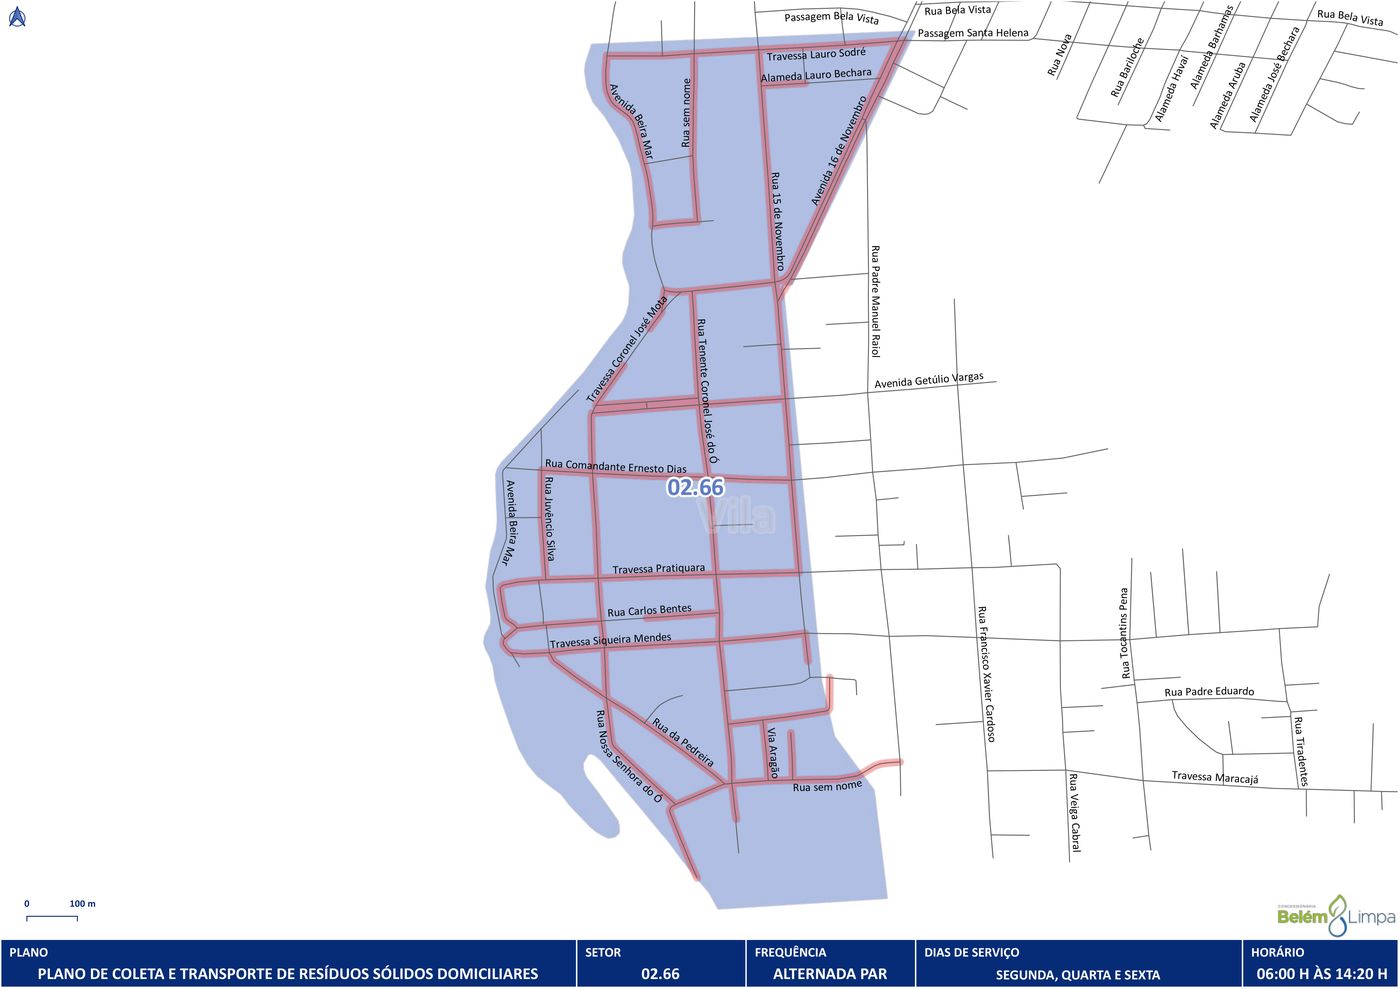 Passagem Bela Vista
Rua Bela Vista
Rua Bela Vista
Passagem Santa Helena
Travessa Lauro Sodré
Alameda Lauro Bechara
Rua Nova
Rua Bariloche
Alameda Havaí
Alameda Barhamas
Alameda Aruba
Alameda José Bechara
Avenida Beira Mar
Rua sem nome
Avenida 16 de Novembro
Rua 15 de Novembro
Rua Padre Manuel Raiol
Travessa Coronel José Mota
Rua Tenente Coronel José do Ó
Avenida Getúlio Vargas
Rua Comandante Ernesto Dias
02.66
Vila
Avenida Beira Mar
Rua Juvêncio Silva
Travessa Pratiquara
Rua Carlos Bentes
Travessa Siqueira Mendes
Rua Francisco Xavier Cardoso
Rua Tocantins Pena
Rua Padre Eduardo
Rua Nossa Senhora do Ó
Rua da Pedreira
Via Aragão
Rua sem nome
Rua Tiradentes
Travessa Maracajá
Rua Veiga Cabral
0 100 m
CONCESSIONÁRIA
Belém Limpa
PLANO
PLANO DE COLETA E TRANSPORTE DE RESÍDUOS SÓLIDOS DOMICILIARES
SETOR
02.66
FREQUÊNCIA
ALTERNADA PAR
DIAS DE SERVIÇO
SEGUNDA, QUARTA E SEXTA
HORÁRIO
06:00 H ÀS 14:20 H